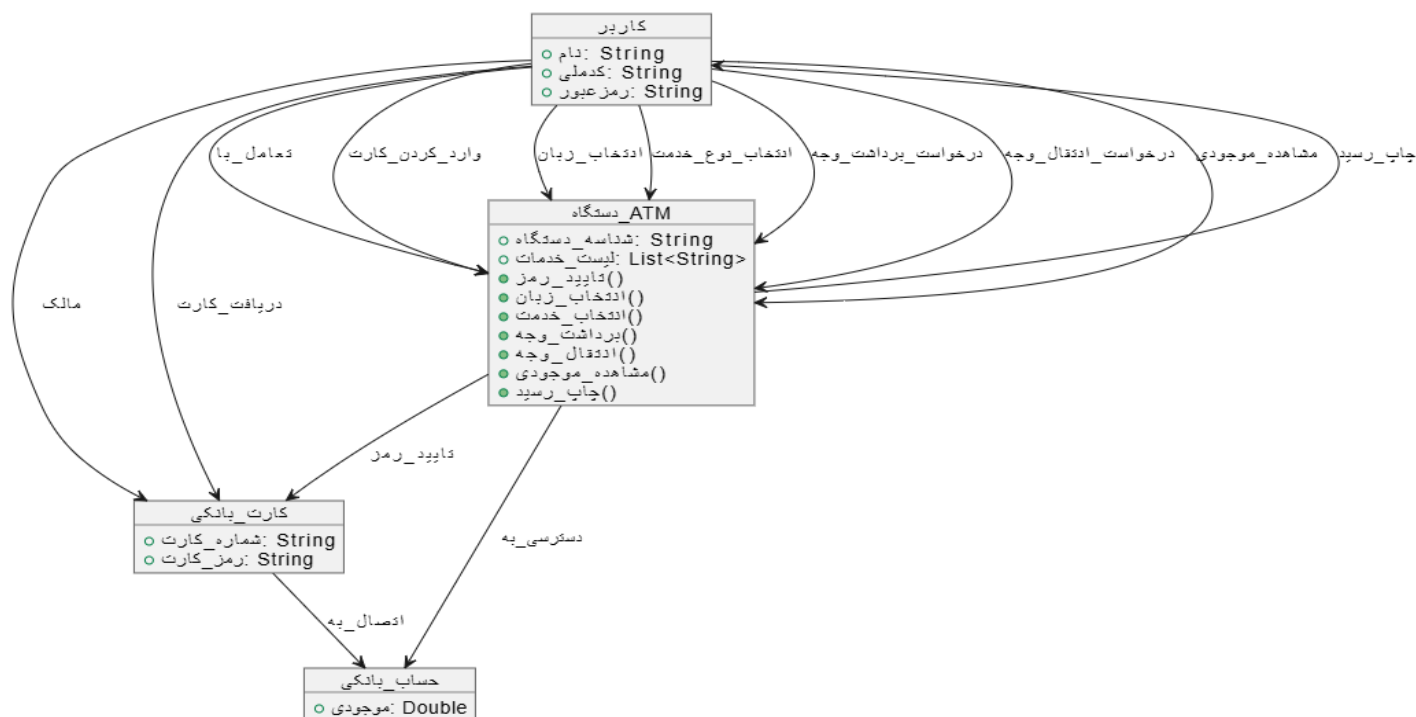 کاربر
نام: String
کدملی: String
رمزعبور: String
تعامل_با
وارد_کردن_کارت
انتخاب_زبان
انتخاب_نوع_خدمت
درخواست_برداشت_وجه
درخواست_انتقال_وجه
مشاهده_موجودی
چاپ_رسید
دستگاه_ATM
شناسه_دستگاه: String
لیست_خدمات: List<String>
تایید_رمز()
انتخاب_زبان()
انتخاب_خدمت()
برداشت_وجه()
انتقال_وجه()
مشاهده_موجودی()
چاپ_رسید()
مالک
دریافت_کارت
تایید_رمز
کارت_بانکی
شماره_کارت: String
رمز_کارت: String
دسترسی_به
اتصال_به
حساب_بانکی
موجودی: Double